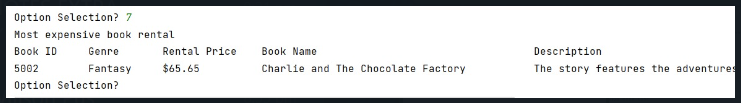 Option Selection? 7
Most expensive book rental
Book ID Genre Rental Price Book Name Description
5002 Fantasy $65.65 Charlie and The Chocolate Factory The story features the adventures
Option Selection?